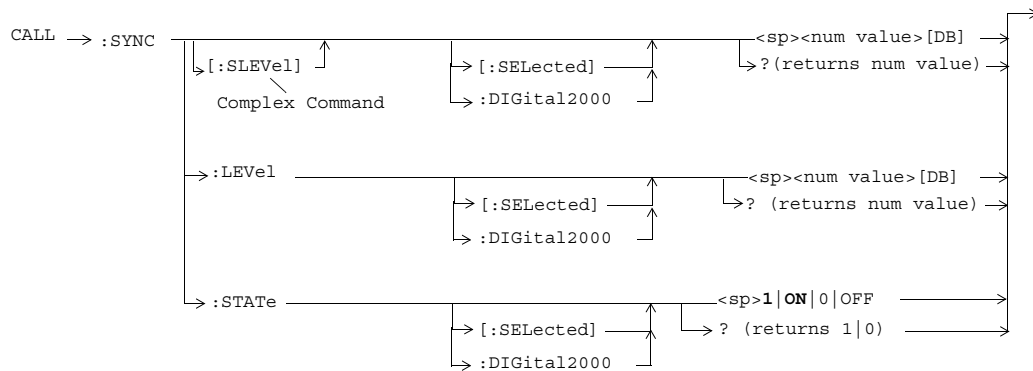 CALL :SYNC <sp><num value>[DB]
[:SLEVel] [:SELected] ?(returns num value)
Complex Command :DIGital2000
:LEVel <sp><num value>[DB]
[:SELected] ? (returns num value)
:DIGital2000
:STATe <sp>1|ON|0|OFF
[:SELected] ? (returns 1|0)
:DIGital2000